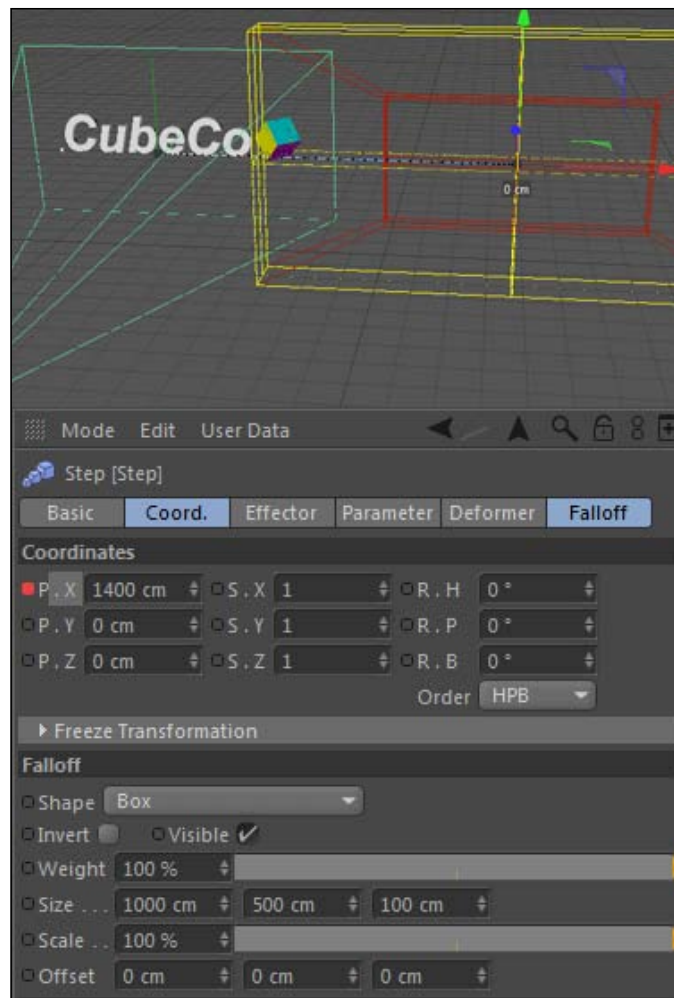 CubeCo
0 cm
Mode Edit User Data
Step [Step]
Basic Coord. Effector Parameter Deformer Falloff
Coordinates
P . X 1400 cm S . X 1 R . H 0 °
P . Y 0 cm S . Y 1 R . P 0 °
P . Z 0 cm S . Z 1 R . B 0 °
Order HPB
Freeze Transformation
Falloff
Shape Box
Invert Visible
Weight 100 %
Size . . . 1000 cm 500 cm 100 cm
Scale . . 100 %
Offset 0 cm 0 cm 0 cm